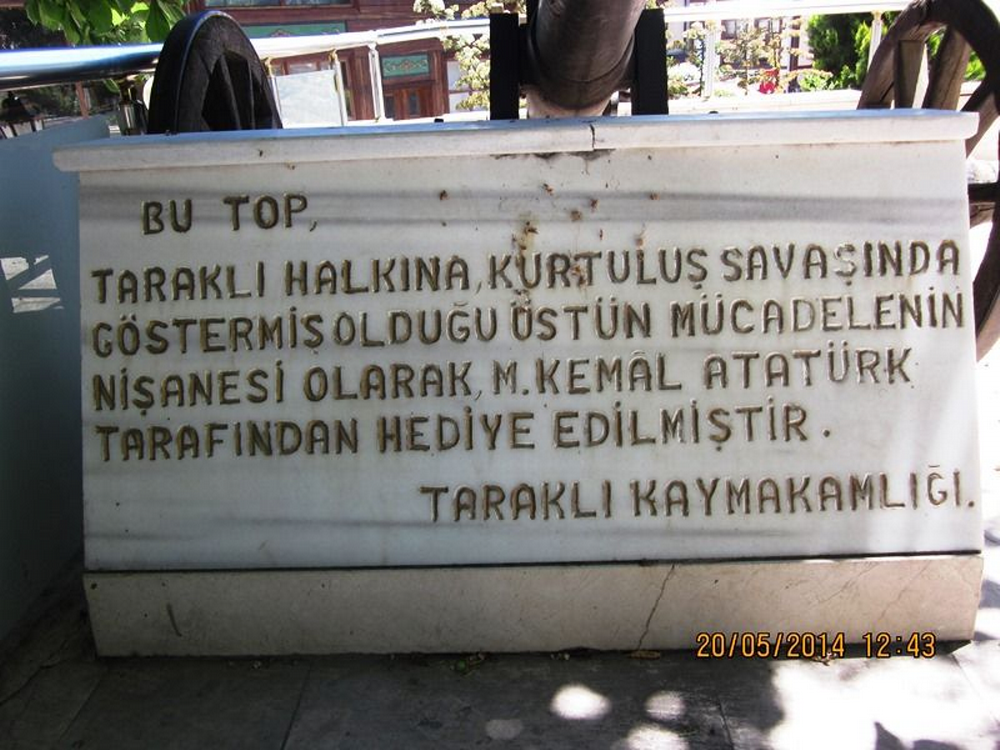 BU TOP,
TARAKLI HALKINA, KURTULUŞ SAVAŞINDA
GÖSTERMİŞ OLDUĞU ÜSTÜN MÜCADELENİN
NİŞANESİ OLARAK, M. KEMÂL ATATÜRK
TARAFINDAN HEDİYE EDİLMİŞTİR.
TARAKLI KAYMAKAMLIĞI.
20/05/2014 12:43